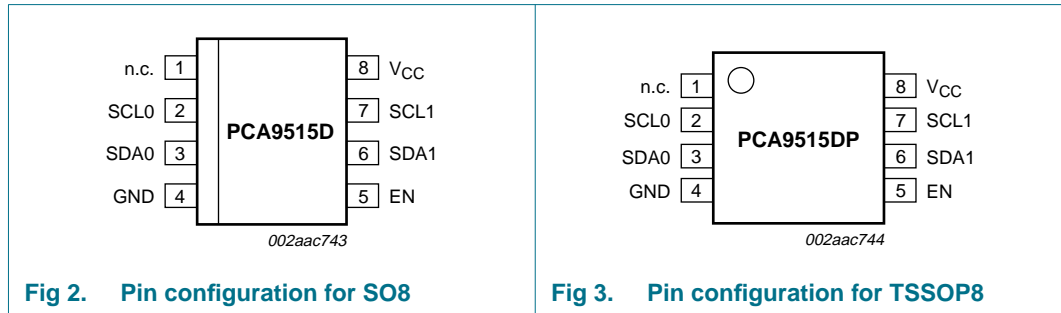 n.c. 1 8 VCC
SCL0 2 7 SCL1
PCA9515D
SDA0 3 6 SDA1
GND 4 5 EN
002aac743
Fig 2. Pin configuration for SO8
n.c. 1 8 VCC
SCL0 2 7 SCL1
PCA9515DP
SDA0 3 6 SDA1
GND 4 5 EN
002aac744
Fig 3. Pin configuration for TSSOP8